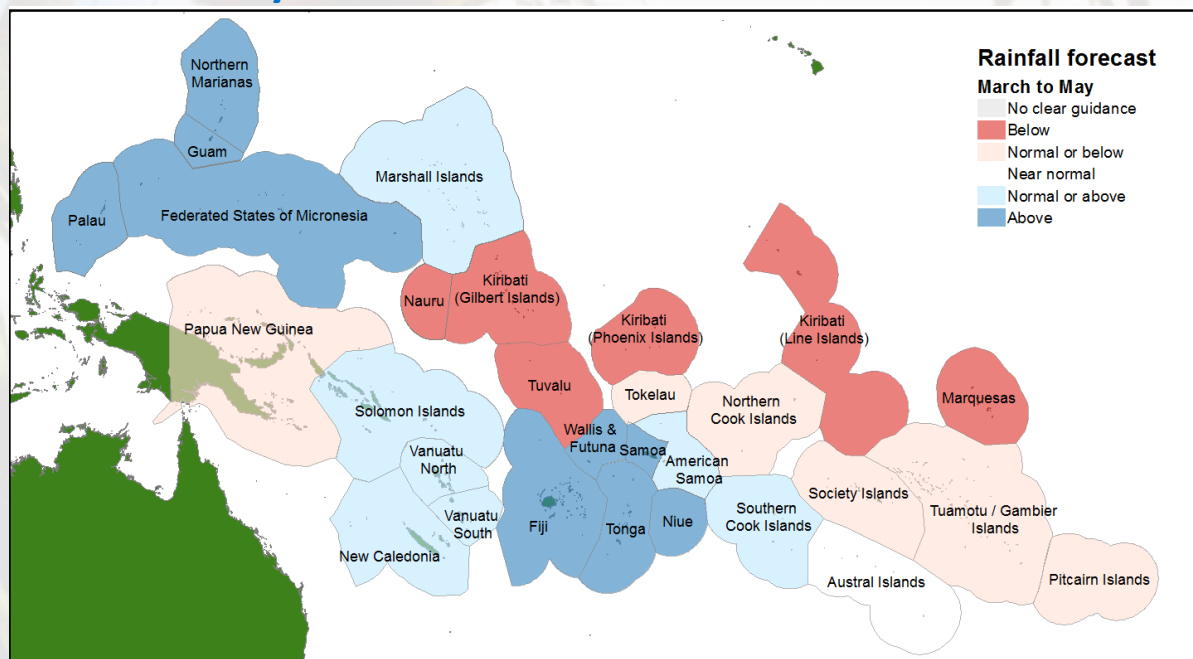 Rainfall forecast
March to May
No clear guidance
Below
Normal or below
Near normal
Normal or above
Above
Northern
Marianas
Guam
Marshall Islands
Palau
Federated States of Micronesia
Nauru
Kiribati
(Gilbert Islands)
Papua New Guinea
Kiribati
(Phoenix Islands)
Kiribati
(Line Islands)
Tuvalu
Tokelau
Northern
Cook Islands
Marquesas
Solomon Islands
Wallis &
Futuna
Samoa
American
Samoa
Vanuatu
North
Vanuatu
South
New Caledonia
Fiji
Tonga
Niue
Southern
Cook Islands
Society Islands
Tuamotu / Gambier
Islands
Austral Islands
Pitcairn Islands